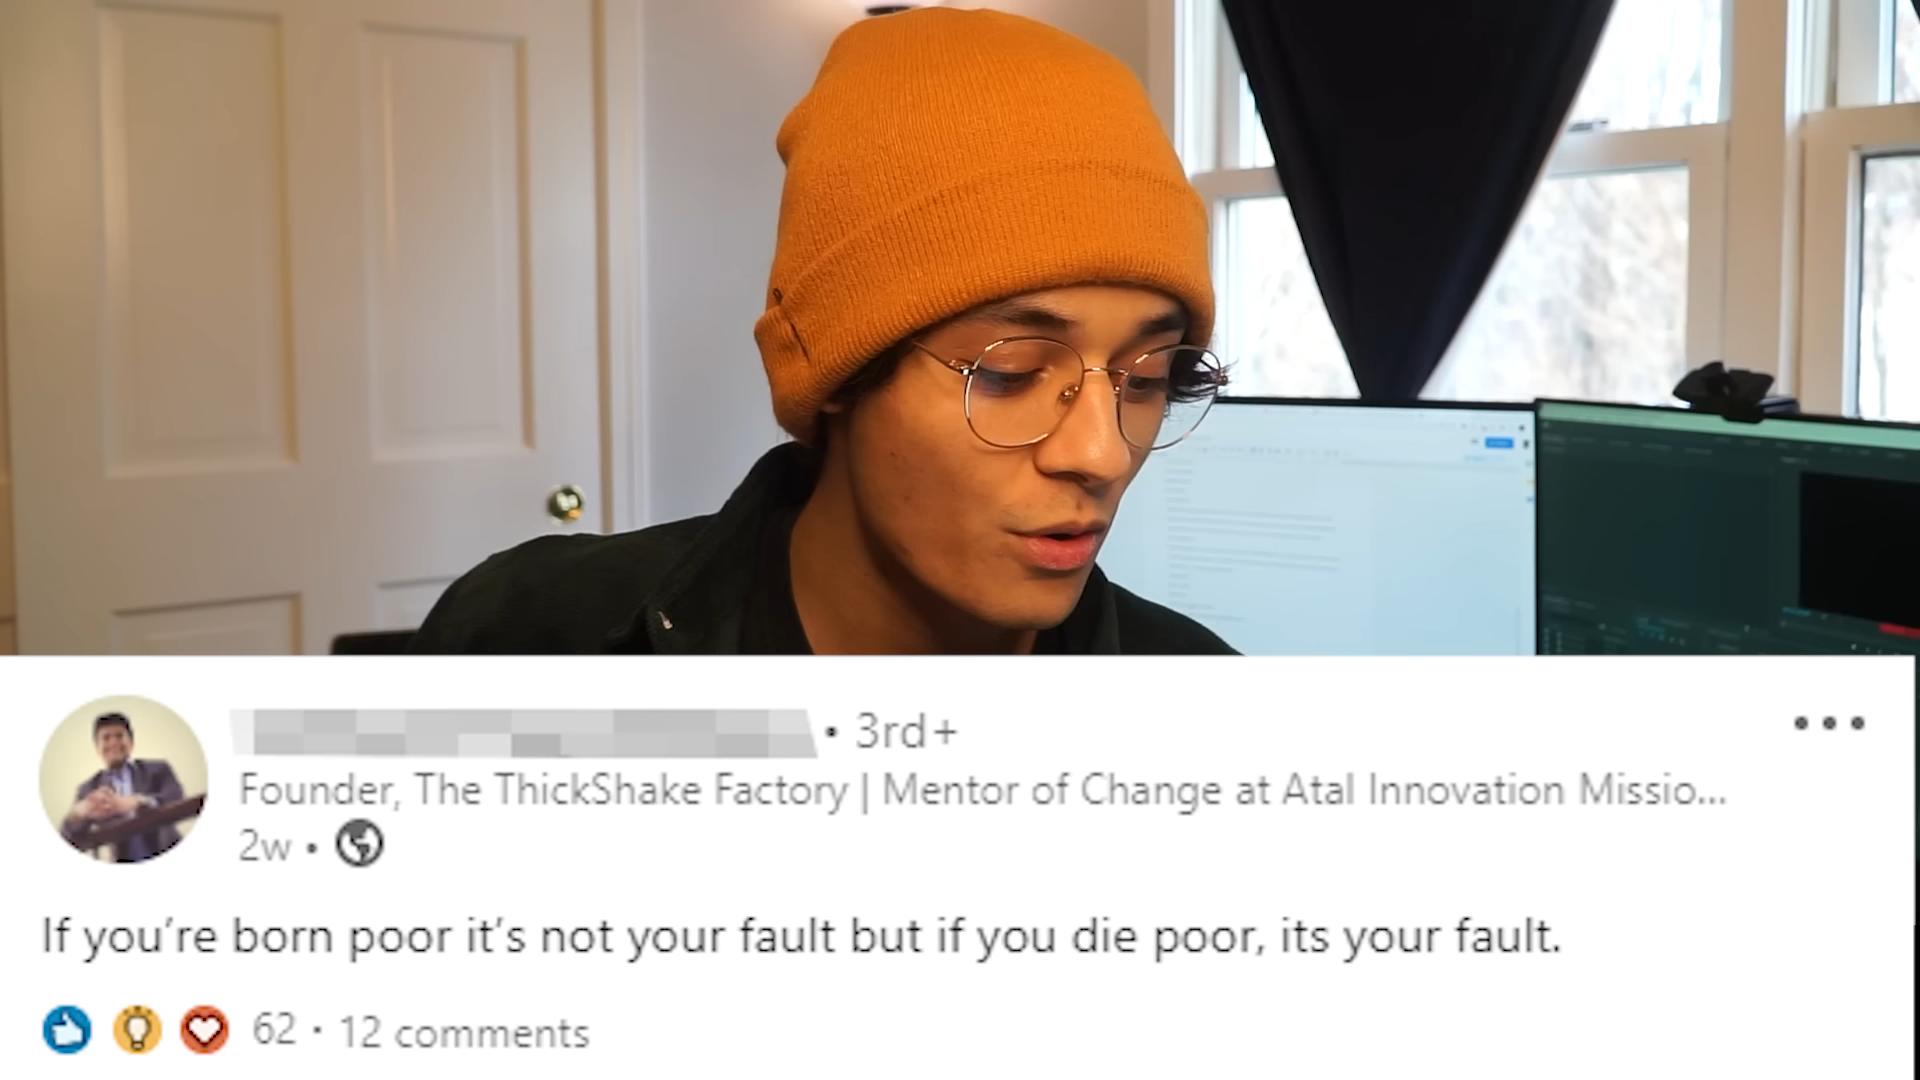 • 3rd+
Founder, The ThickShake Factory | Mentor of Change at Atal Innovation Missio...
2w •
If you’re born poor it’s not your fault but if you die poor, its your fault.
62 • 12 comments